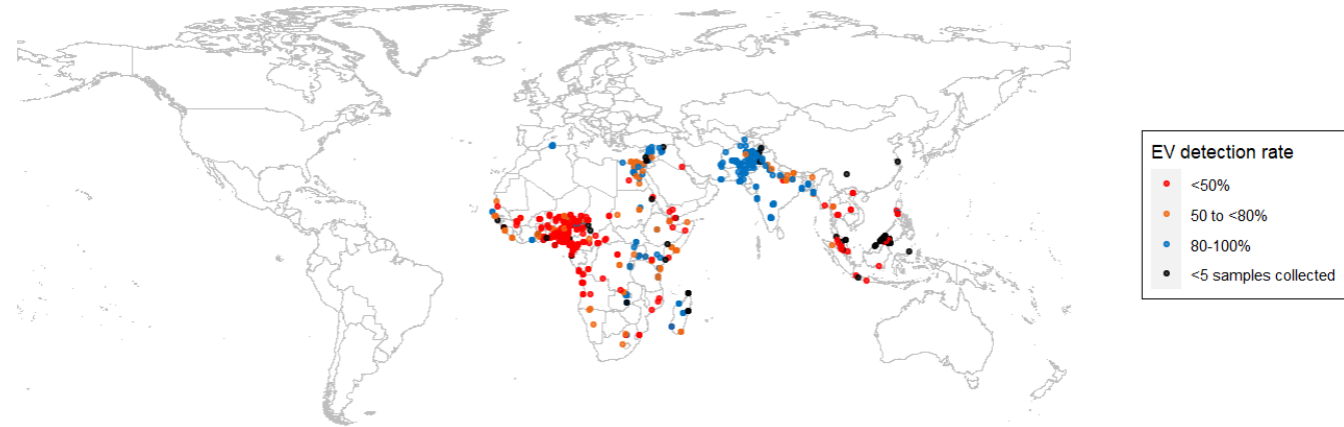 EV detection rate
<50%
50 to <80%
80-100%
<5 samples collected